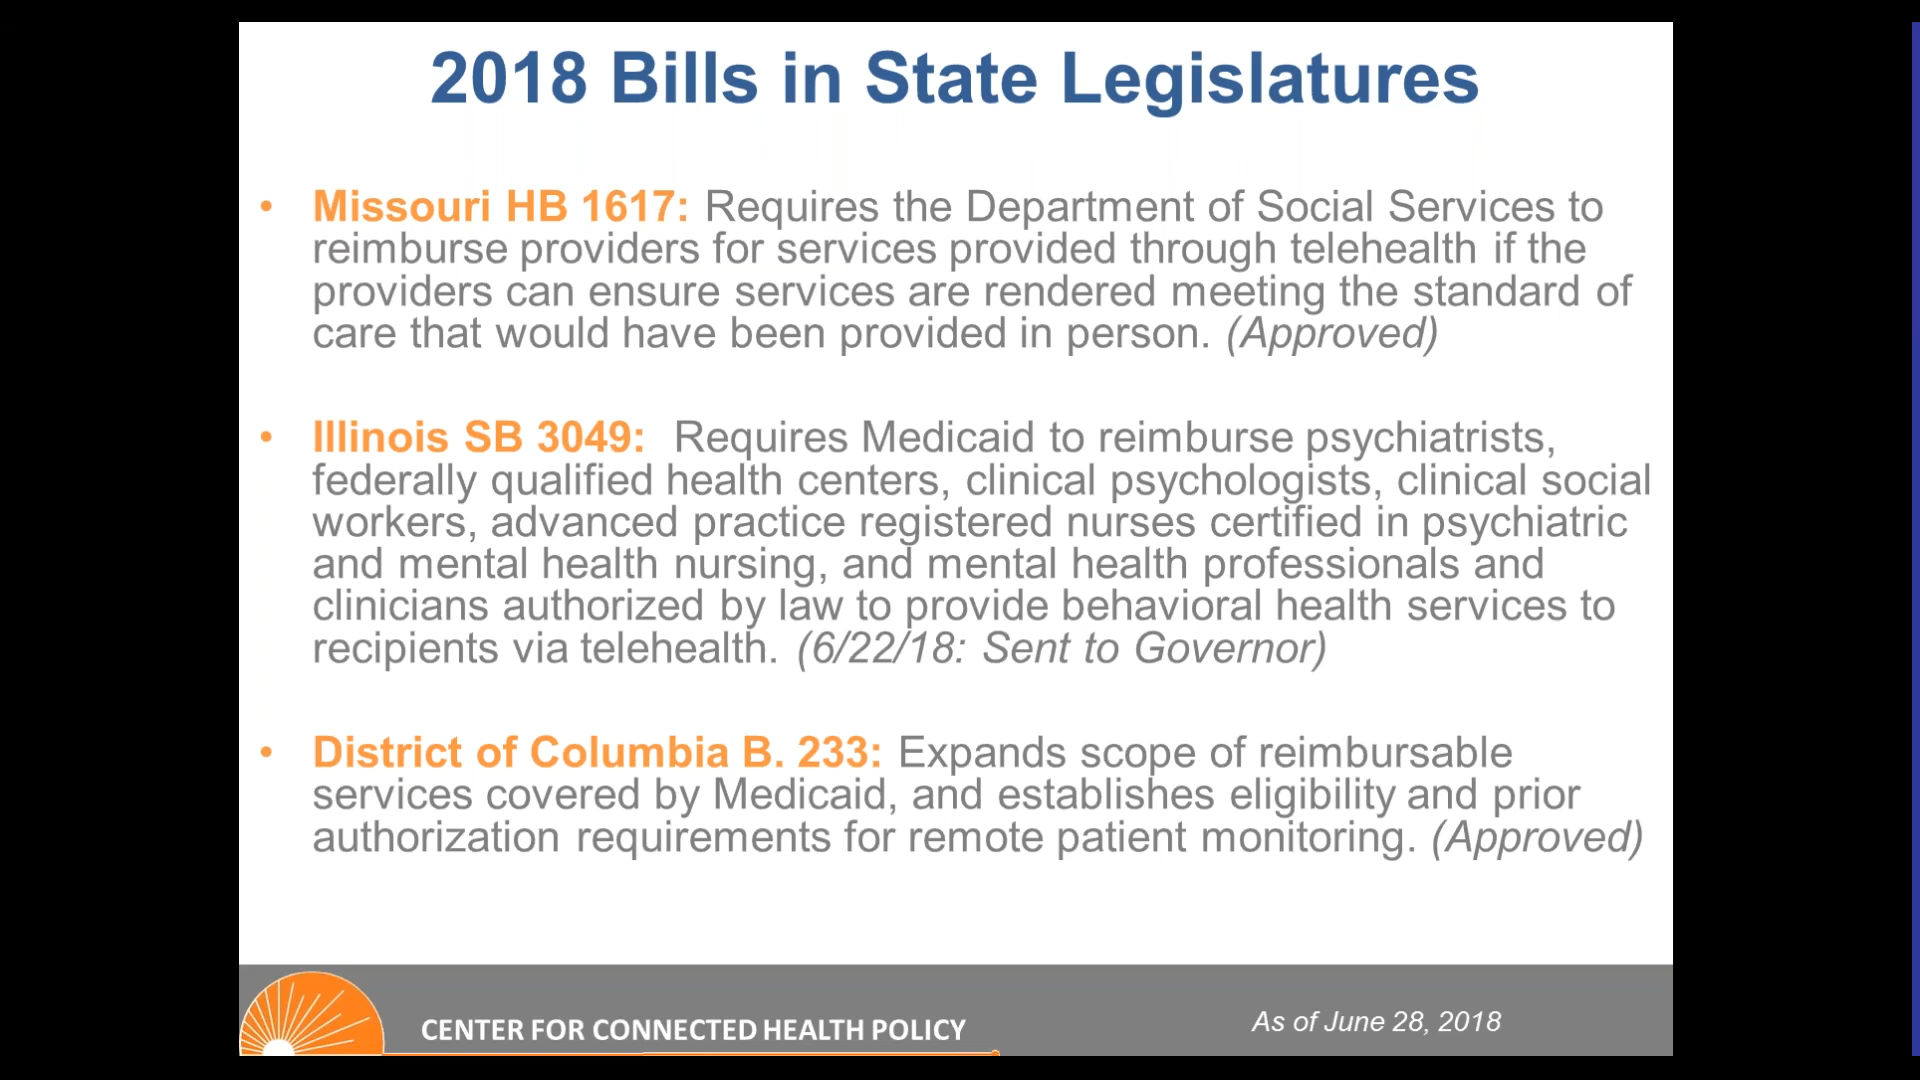 2018 Bills in State Legislatures
• Missouri HB 1617: Requires the Department of Social Services to
reimburse providers for services provided through telehealth if the
providers can ensure services are rendered meeting the standard of
care that would have been provided in person. (Approved)
• Illinois SB 3049: Requires Medicaid to reimburse psychiatrists,
federally qualified health centers, clinical psychologists, clinical social
workers, advanced practice registered nurses certified in psychiatric
and mental health nursing, and mental health professionals and
clinicians authorized by law to provide behavioral health services to
recipients via telehealth. (6/22/18: Sent to Governor)
• District of Columbia B. 233: Expands scope of reimbursable
services covered by Medicaid, and establishes eligibility and prior
authorization requirements for remote patient monitoring. (Approved)
CENTER FOR CONNECTED HEALTH POLICY
As of June 28, 2018